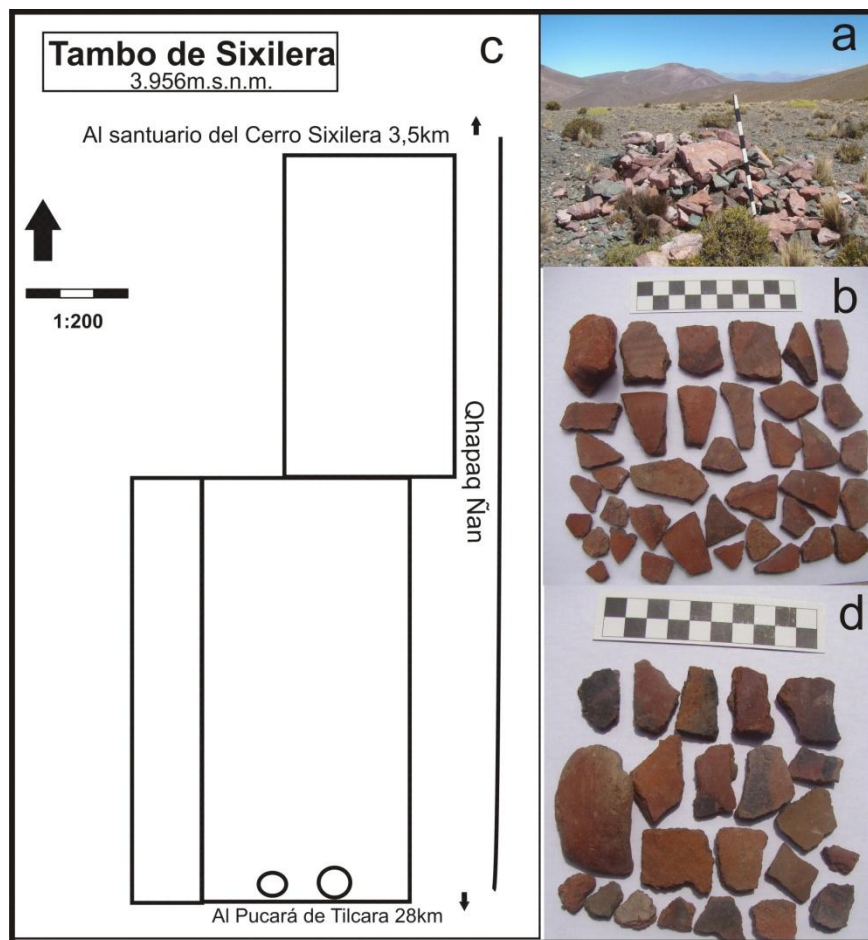 Tambo de Sixilera
3.956m.s.n.m.
c
Al santuario del Cerro Sixilera 3,5km
1:200
Qhapaq Ñan
Al Pucará de Tilcara 28km
a
b
d